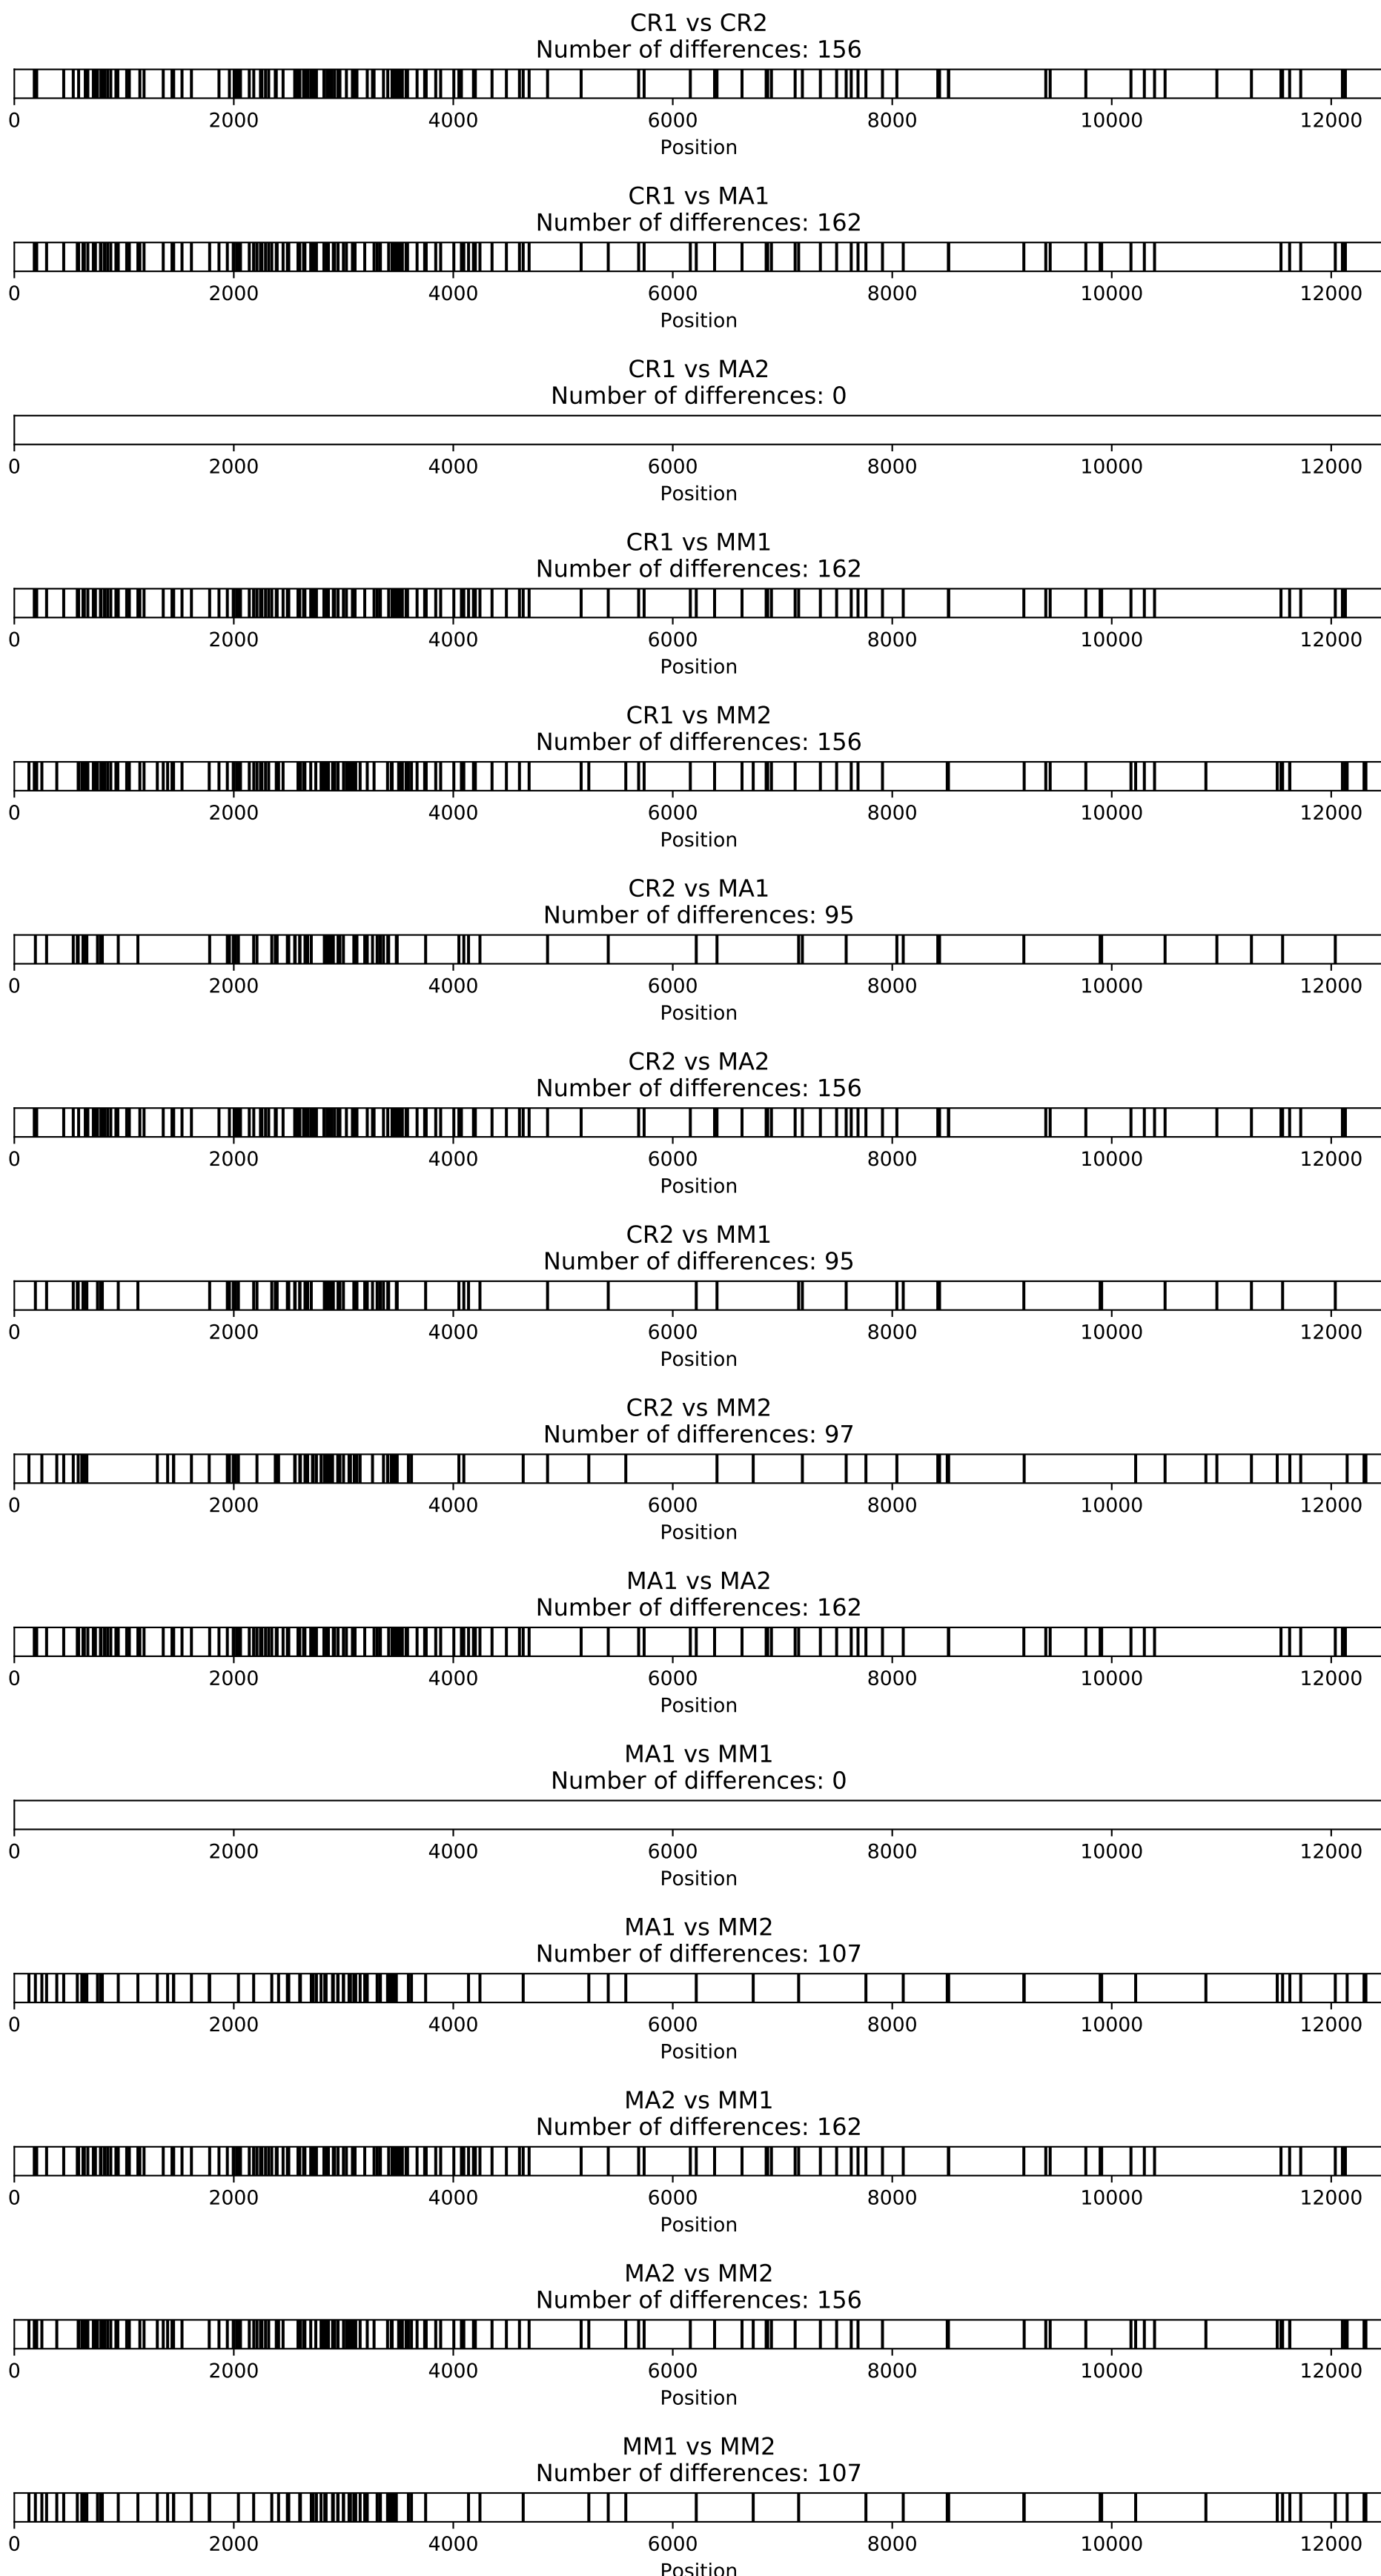 CR1 vs CR2
Number of differences: 156
0 2000 4000 6000 8000 10000 12000
Position
CR1 vs MA1
Number of differences: 162
0 2000 4000 6000 8000 10000 12000
Position
CR1 vs MA2
Number of differences: 0
0 2000 4000 6000 8000 10000 12000
Position
CR1 vs MM1
Number of differences: 162
0 2000 4000 6000 8000 10000 12000
Position
CR1 vs MM2
Number of differences: 156
0 2000 4000 6000 8000 10000 12000
Position
CR2 vs MA1
Number of differences: 95
0 2000 4000 6000 8000 10000 12000
Position
CR2 vs MA2
Number of differences: 156
0 2000 4000 6000 8000 10000 12000
Position
CR2 vs MM1
Number of differences: 95
0 2000 4000 6000 8000 10000 12000
Position
CR2 vs MM2
Number of differences: 97
0 2000 4000 6000 8000 10000 12000
Position
MA1 vs MA2
Number of differences: 162
0 2000 4000 6000 8000 10000 12000
Position
MA1 vs MM1
Number of differences: 0
0 2000 4000 6000 8000 10000 12000
Position
MA1 vs MM2
Number of differences: 107
0 2000 4000 6000 8000 10000 12000
Position
MA2 vs MM1
Number of differences: 162
0 2000 4000 6000 8000 10000 12000
Position
MA2 vs MM2
Number of differences: 156
0 2000 4000 6000 8000 10000 12000
Position
MM1 vs MM2
Number of differences: 107
0 2000 4000 6000 8000 10000 12000
Position